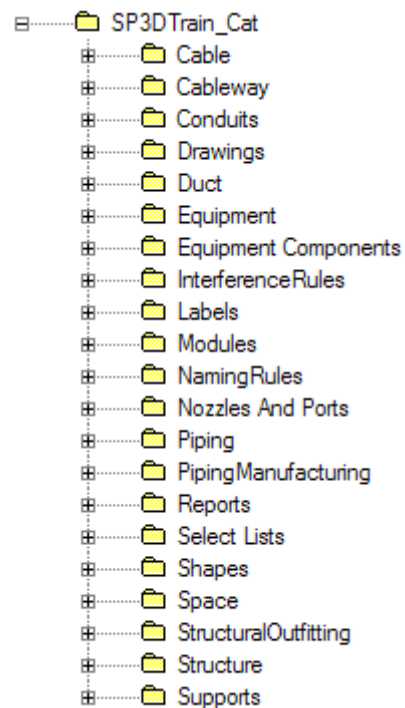 SP3DTrain_Cat
Cable
Cableway
Conduits
Drawings
Duct
Equipment
Equipment Components
InterferenceRules
Labels
Modules
NamingRules
Nozzles And Ports
Piping
PipingManufacturing
Reports
Select Lists
Shapes
Space
StructuralOutfitting
Structure
Supports